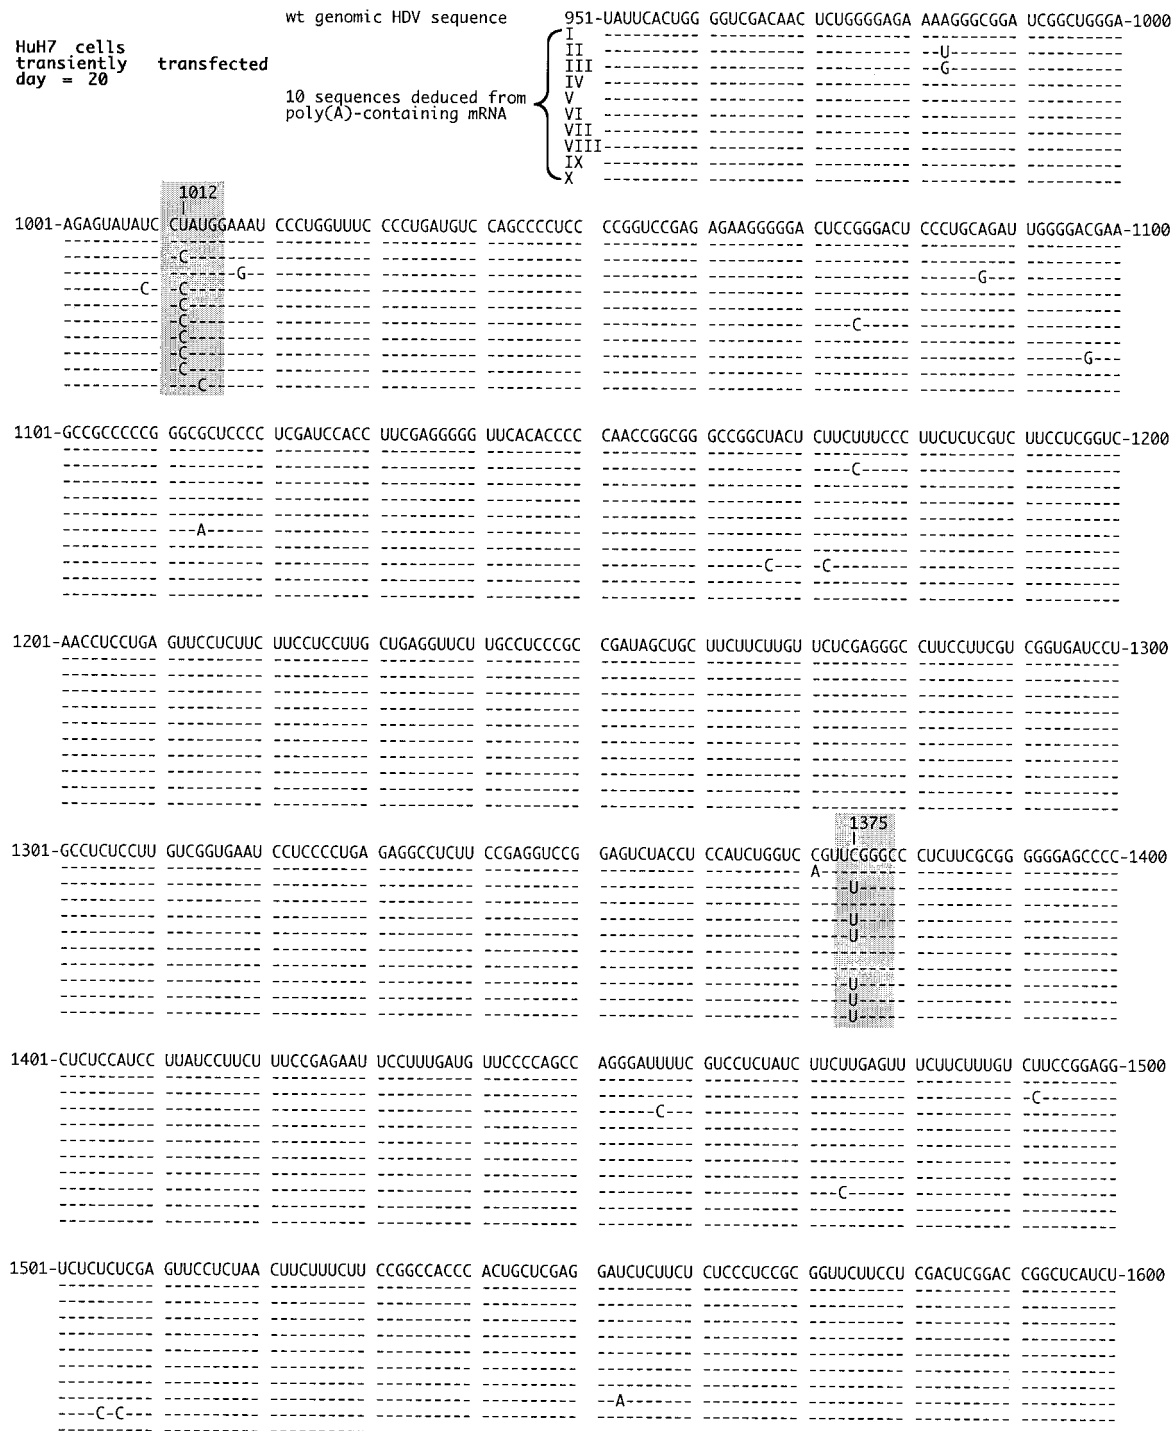 wt genomic HDV sequence 951-UAUUCACUGG GGUCGACAAC UCUGGGGAGA AAAGGGCGGA UCGGCUGGGA-1000
HuH7 cells
transiently transfected
day = 20
10 sequences deduced from
poly(A)-containing mRNA
I
II U
III G
IV
V
VI
VII
VIII
IX
X
1012
1001-AGAGUAUAUC CUAUGGAAAU CCCUGGUUUC CCCUGAUGUC CAGCCCCUCC CCGGUCCGAG AGAAGGGGGA CUCCGGGACU CCCUGCAGAU UGGGGACGAA-1100
C
G G
C C
C
C C
C
C G
C
C
1101-GCCGCCCCCG GGCGCUCCCC UCGAUCCACC UUCGAGGGGG UUCACACCCC CAACCGGCGG GCCGGCUACU CUUCUUUCCC UUCUCUCGUC UUCCUCGGUC-1200
C
A
C C
1201-AACCUCCUGA GUUCCUCUUC UUCCUCCUUG CUGAGGUUCU UGCCUCCCGC CGAUAGCUGC UUCUUCUUGU UCUCGAGGGC CUUCCUUCGU CGGUGAUCCU-1300
1375
1301-GCCUCUCCUU GUCGGUGAAU CCUCCCCUGA GAGGCCUCUU CCGAGGUCCG GAGUCUACCU CCAUCUGGUC CGUUCGGGCC CUCUUCGCGG GGGGAGCCCC-1400
A
U
U
U
U
U
U
1401-CUCUCCAUCC UUAUCCUUCU UUCCGAGAAU UCCUUUGAUG UUCCCCAGCC AGGGAUUUUC GUCCUCUAUC UUCUUGAGUU UCUUCUUUGU CUUCCGGAGG-1500
C
C
C
1501-UCUCUCUCGA GUUCCUCUAA CUUCUUUCUU CCGGCCACCC ACUGCUCGAG GAUCUCUUCU CUCCCUCCGC GGUUCUUCCU CGACUCGGAC CGGCUCAUCU-1600
A
C C